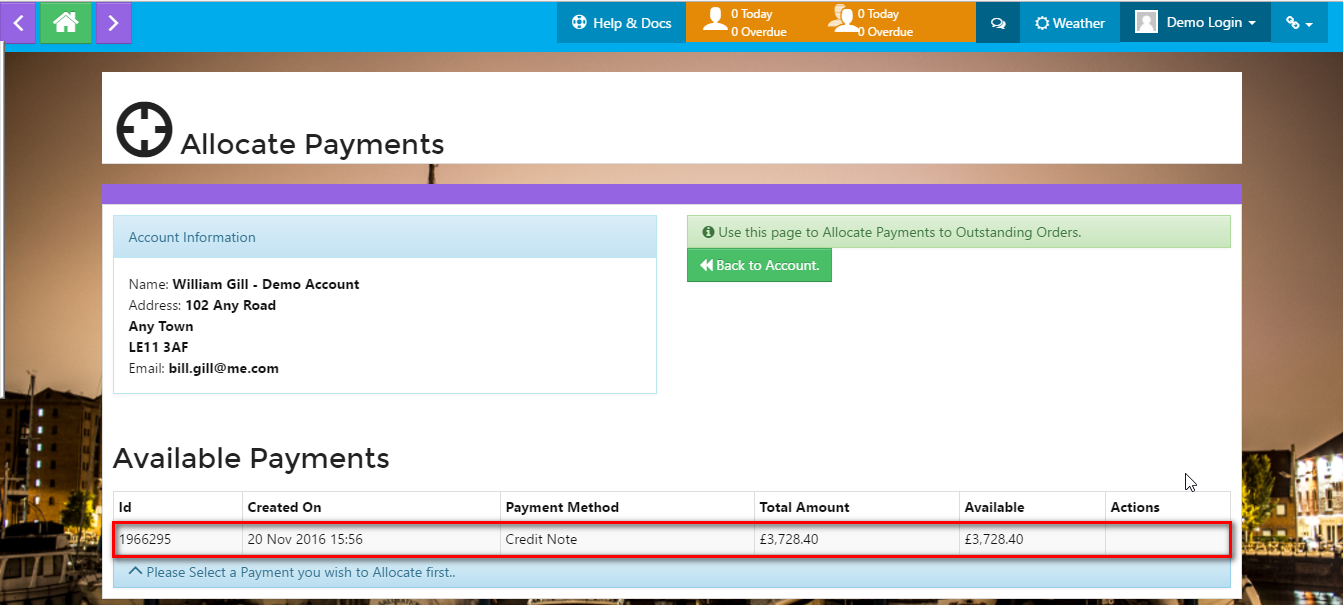 Help & Docs
0 Today
0 Overdue
0 Today
0 Overdue
Weather
Demo Login
Allocate Payments
Account Information
Name: William Gill - Demo Account
Address: 102 Any Road
Any Town
LE11 3AF
Email: bill.gill@me.com
Use this page to Allocate Payments to Outstanding Orders.
Back to Account.
Available Payments
Id Created On Payment Method Total Amount Available Actions
1966295 20 Nov 2016 15:56 Credit Note £3,728.40 £3,728.40
Please Select a Payment you wish to Allocate first..